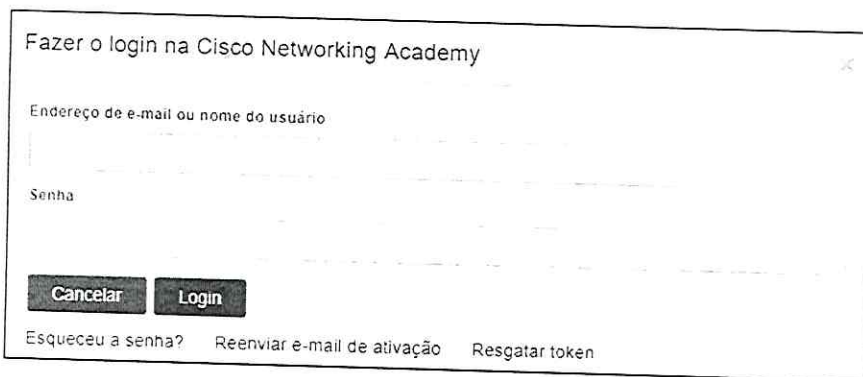 Fazer o login na Cisco Networking Academy
Endereço de e-mail ou nome do usuário
Senha
Cancelar Login
Esqueceu a senha? Reenviar e-mail de ativação Resgatar token